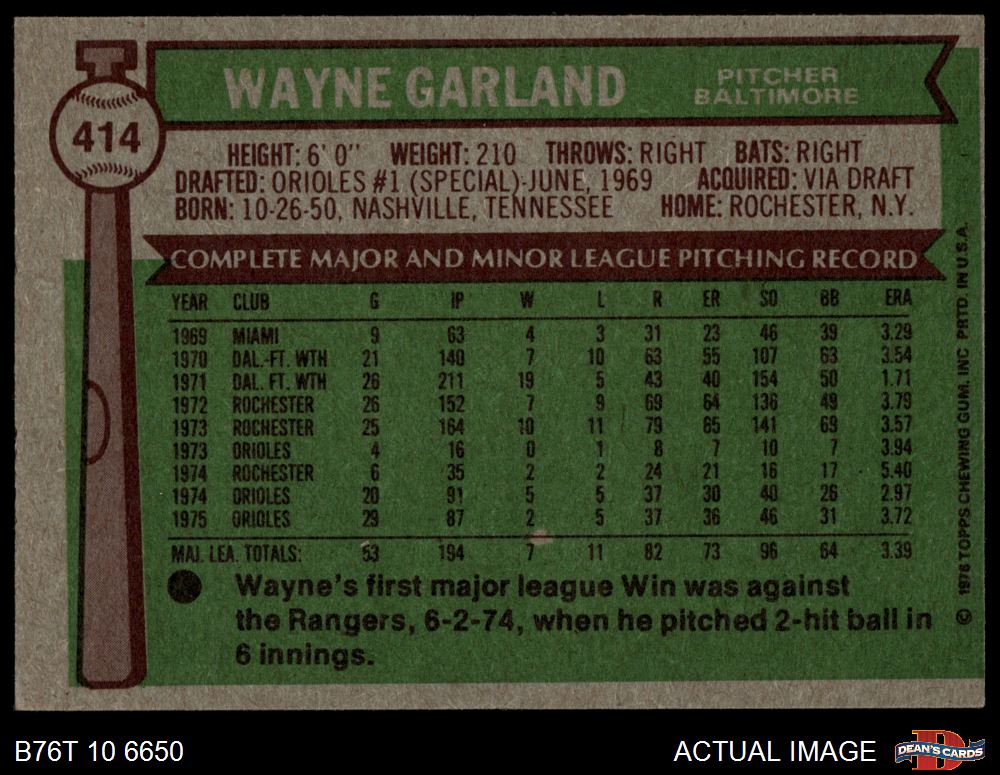 WAYNE GARLAND
PITCHER
BALTIMORE
414
HEIGHT: 6' 0" WEIGHT: 210 THROWS: RIGHT BATS: RIGHT
DRAFTED: ORIOLES #1 (SPECIAL)-JUNE, 1969 ACQUIRED: VIA DRAFT
BORN: 10-26-50, NASHVILLE, TENNESSEE HOME: ROCHESTER, N.Y.
COMPLETE MAJOR AND MINOR LEAGUE PITCHING RECORD
YEAR CLUB G IP W L R ER SO BB ERA
1969 MIAMI 9 63 4 3 31 23 46 39 3.29
1970 DAL.-FT. WTH 21 140 7 10 63 55 107 63 3.54
1971 DAL. FT. WTH 26 211 19 5 43 40 154 50 1.71
1972 ROCHESTER 26 152 7 9 69 64 136 49 3.79
1973 ROCHESTER 25 164 10 11 79 65 141 69 3.57
1973 ORIOLES 4 16 0 1 8 7 10 7 3.94
1974 ROCHESTER 6 35 2 2 24 21 16 17 5.40
1974 ORIOLES 20 91 5 5 37 30 40 26 2.97
1975 ORIOLES 29 87 2 5 37 36 46 31 3.72
MAJ. LEA. TOTALS: 53 194 7 11 82 73 96 64 3.39
Wayne's first major league Win was against
the Rangers, 6-2-74, when he pitched 2-hit ball in
6 innings.
© 1976 TOPPS CHEWING GUM, INC PRTD. IN U.S.A.
B76T 10 6650
ACTUAL IMAGE
D
DEAN'S CARDS